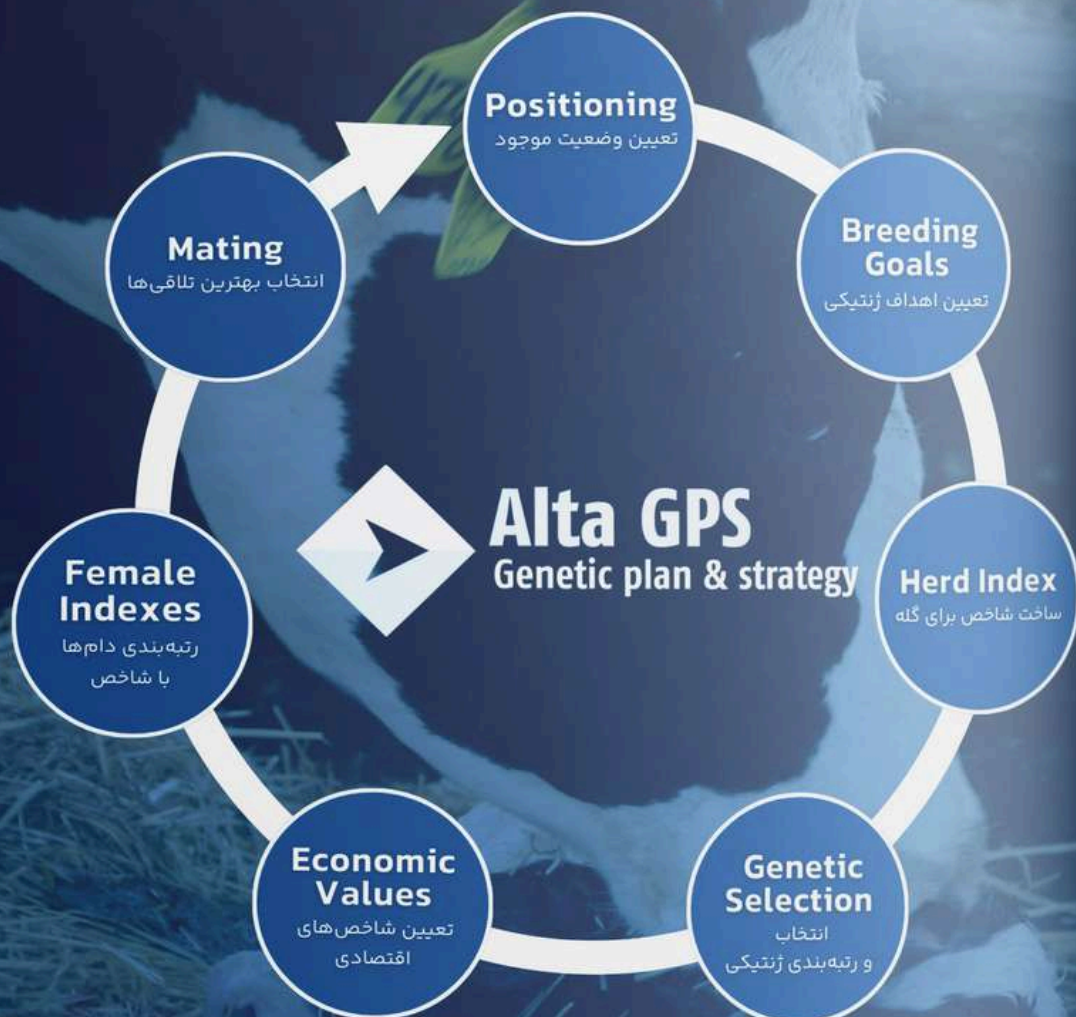 Positioning
تعیین وضعیت موجود
Breeding
Goals
تعیین اهداف ژنتیکی
Herd Index
ساخت شاخص برای گله
Genetic
Selection
انتخاب
و رتبه‌بندی ژنتیکی
Economic
Values
تعیین شاخص‌های
اقتصادی
Female
Indexes
رتبه‌بندی دام‌ها
با شاخص
Mating
انتخاب بهترین تلاقی‌ها
Alta GPS
Genetic plan & strategy